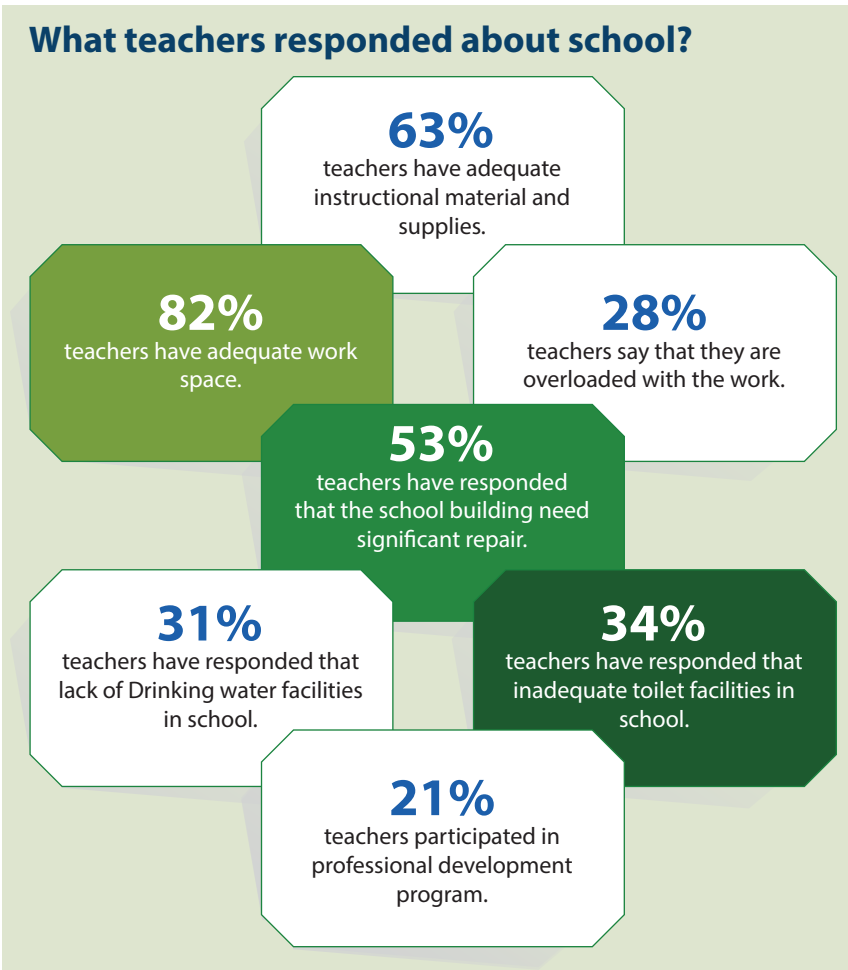 What teachers responded about school?
63%
teachers have adequate
instructional material and
supplies.
82%
teachers have adequate work
space.
28%
teachers say that they are
overloaded with the work.
53%
teachers have responded
that the school building need
significant repair.
31%
teachers have responded that
lack of Drinking water facilities
in school.
34%
teachers have responded that
inadequate toilet facilities in
school.
21%
teachers participated in
professional development
program.